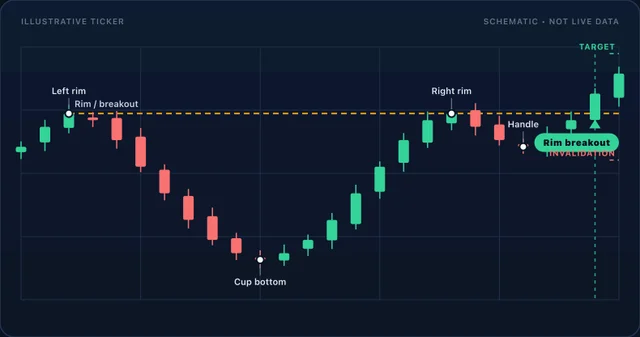 ILLUSTRATIVE TICKER
SCHEMATIC • NOT LIVE DATA
TARGET
Left rim
Rim / breakout
Right rim
Handle
Rim breakout
INVALIDATION
Cup bottom